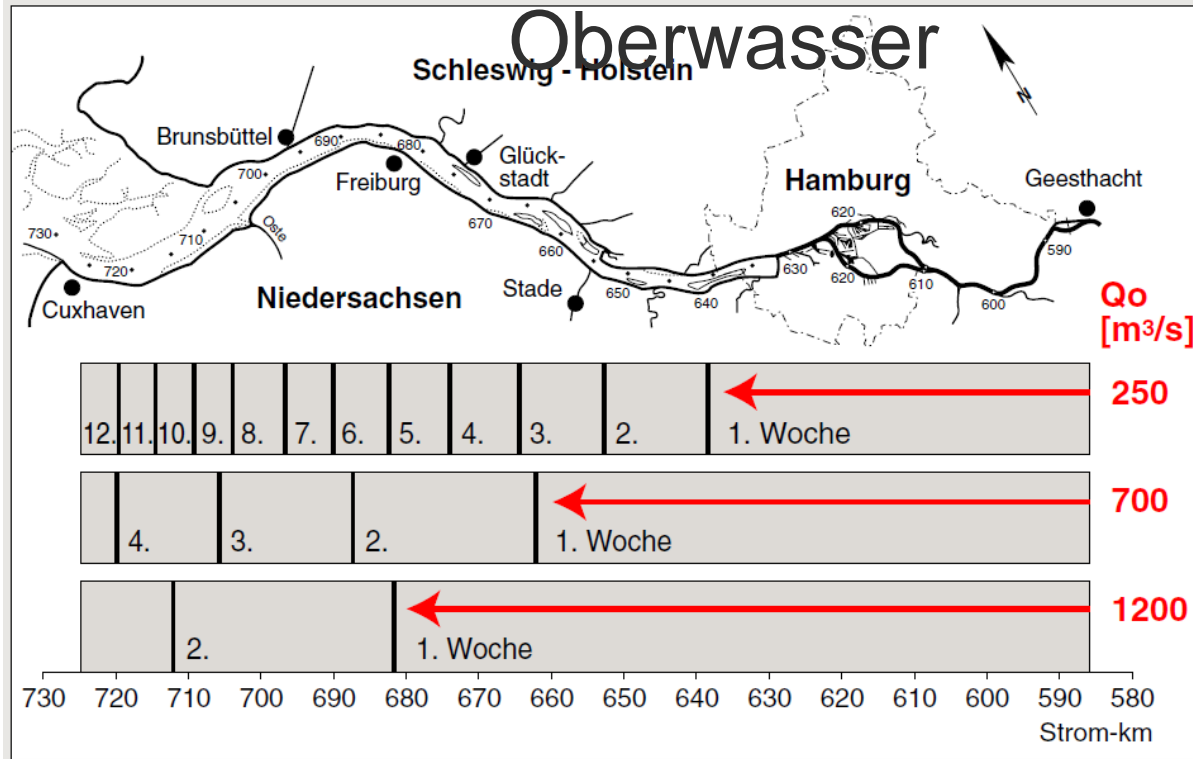 Oberwasser
Schleswig - Holstein
N
Brunsbüttel
690
680
Glück-
stadt
700
Freiburg
Hamburg
Geesthacht
730
710
Oste
670
620
590
720
660
630
Cuxhaven
Niedersachsen
Stade
650
640
620
610
600
Qo
[m³/s]
12. 11. 10. 9. 8. 7. 6. 5. 4. 3. 2. 1. Woche 250
4. 3. 2. 1. Woche 700
2. 1. Woche 1200
730 720 710 700 690 680 670 660 650 640 630 620 610 600 590 580
Strom-km